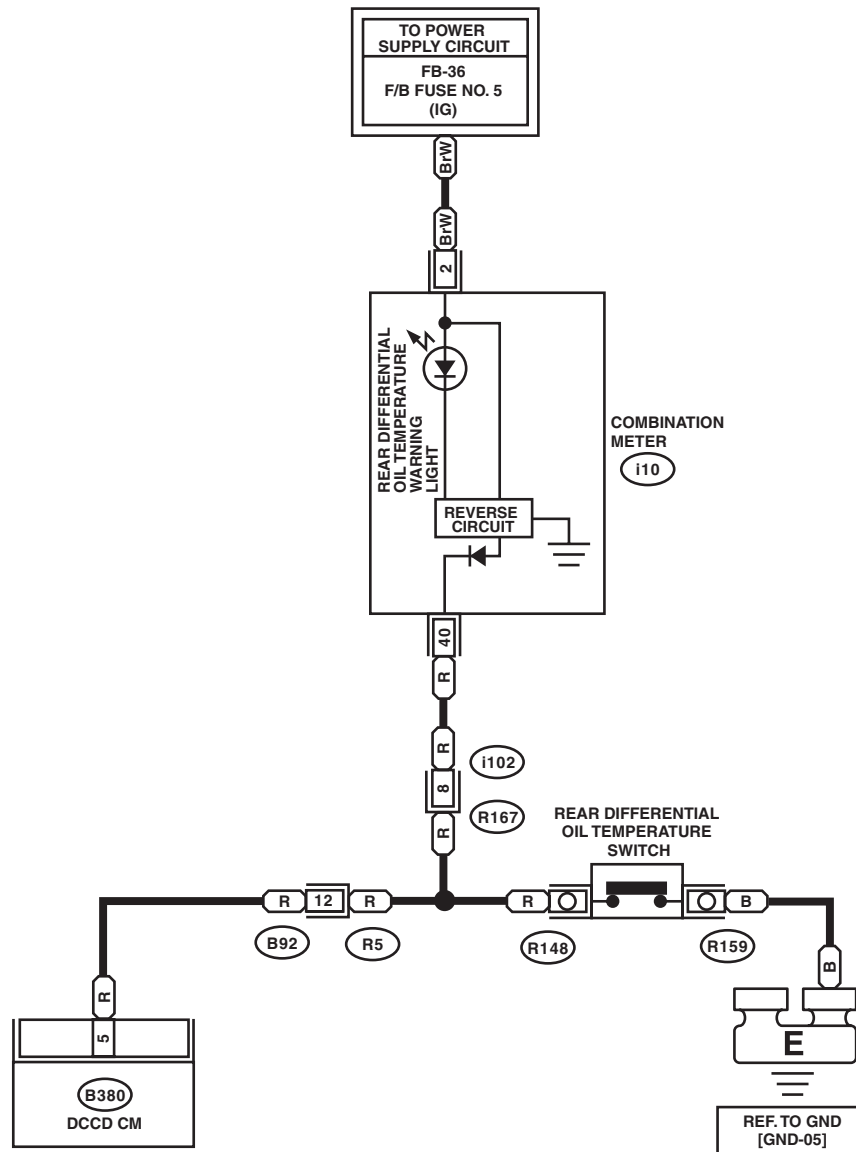 TO POWER
SUPPLY CIRCUIT
FB-36
F/B FUSE NO. 5
(IG)
BrW
BrW
2
REAR DIFFERENTIAL
OIL TEMPERATURE
WARNING
LIGHT
COMBINATION
METER
i10
REVERSE
CIRCUIT
40
R
R
i102
8
R167
R
REAR DIFFERENTIAL
OIL TEMPERATURE
SWITCH
R 12 R
R
B
B92
R5
R148
R159
R
B
5
E
B380
DCCD CM
REF. TO GND
[GND-05]